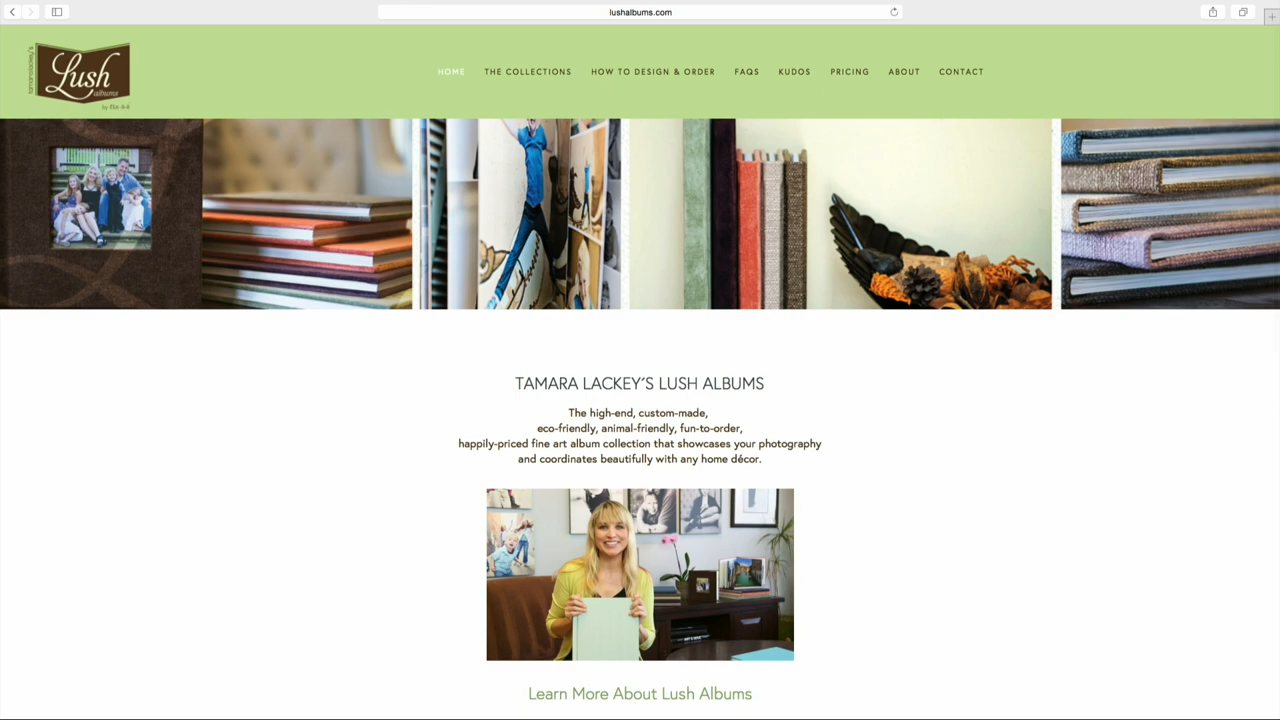 lushalbums.com
tamara lackey's
Lush
albums
HOME THE COLLECTIONS HOW TO DESIGN & ORDER FAQS KUDOS PRICING ABOUT CONTACT
TAMARA LACKEY'S LUSH ALBUMS
The high-end, custom-made,
eco-friendly, animal-friendly, fun-to-order,
happily-priced fine art album collection that showcases your photography
and coordinates beautifully with any home décor.
Learn More About Lush Albums